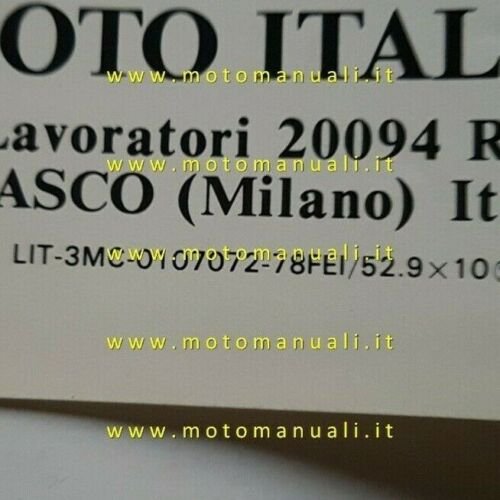 OTO ITAL
www.motomanuali.it
Lavoratori 20094 R
www.motomanuali.it
ASCO (Milano) It
www.motomanuali.it
LIT-3MC-0107072-78FEI/52.9×10
www.motomanuali.it
www.motomanuali.it